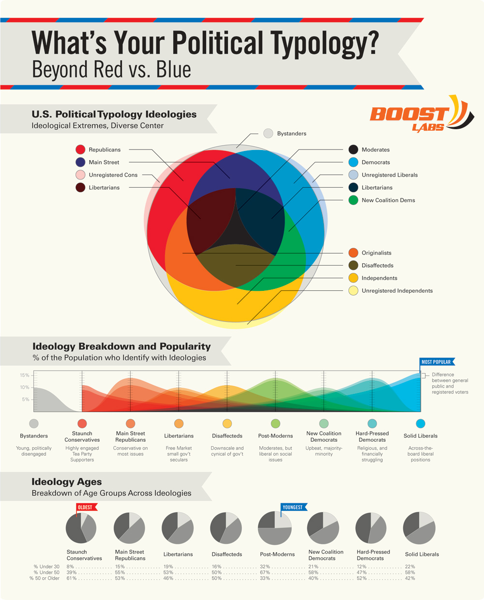 What's Your Political Typology?
Beyond Red vs. Blue
U.S. Political Typology Ideologies
Ideological Extremes, Diverse Center
BOOST
LABS
Bystanders
Republicans
Main Street
Unregistered Cons
Libertarians
Moderates
Democrats
Unregistered Liberals
Libertarians
New Coalition Dems
Originalists
Disaffecteds
Independents
Unregistered Independents
Ideology Breakdown and Popularity
% of the Population who Identify with Ideologies
MOST POPULAR
15%
10%
5%
Difference
between general
public and
registered voters
Bystanders
Young, politically
disengaged
Staunch
Conservatives
Highly engaged
Tea Party
Supporters
Main Street
Republicans
Conservative on
most issues
Libertarians
Free Market
small gov't
seculars
Disaffecteds
Downscale and
cynical of gov't
Post-Moderns
Moderates, but
liberal on social
issues
New Coalition
Democrats
Upbeat, majority-
minority
Hard-Pressed
Democrats
Religious, and
financially
struggling
Solid Liberals
Across-the-
board liberal
positions
Ideology Ages
Breakdown of Age Groups Across Ideologies
OLDEST
YOUNGEST
Staunch
Conservatives
Main Street
Republicans
Libertarians
Disaffecteds
Post-Moderns
New Coalition
Democrats
Hard-Pressed
Democrats
Solid Liberals
% Under 30 15% 19% 16% 32% 21% 12% 22%
% Under 50 39% 50% 67% 47%
% 50 or Older 61% 53% 46% 33% 40% 52% 42%